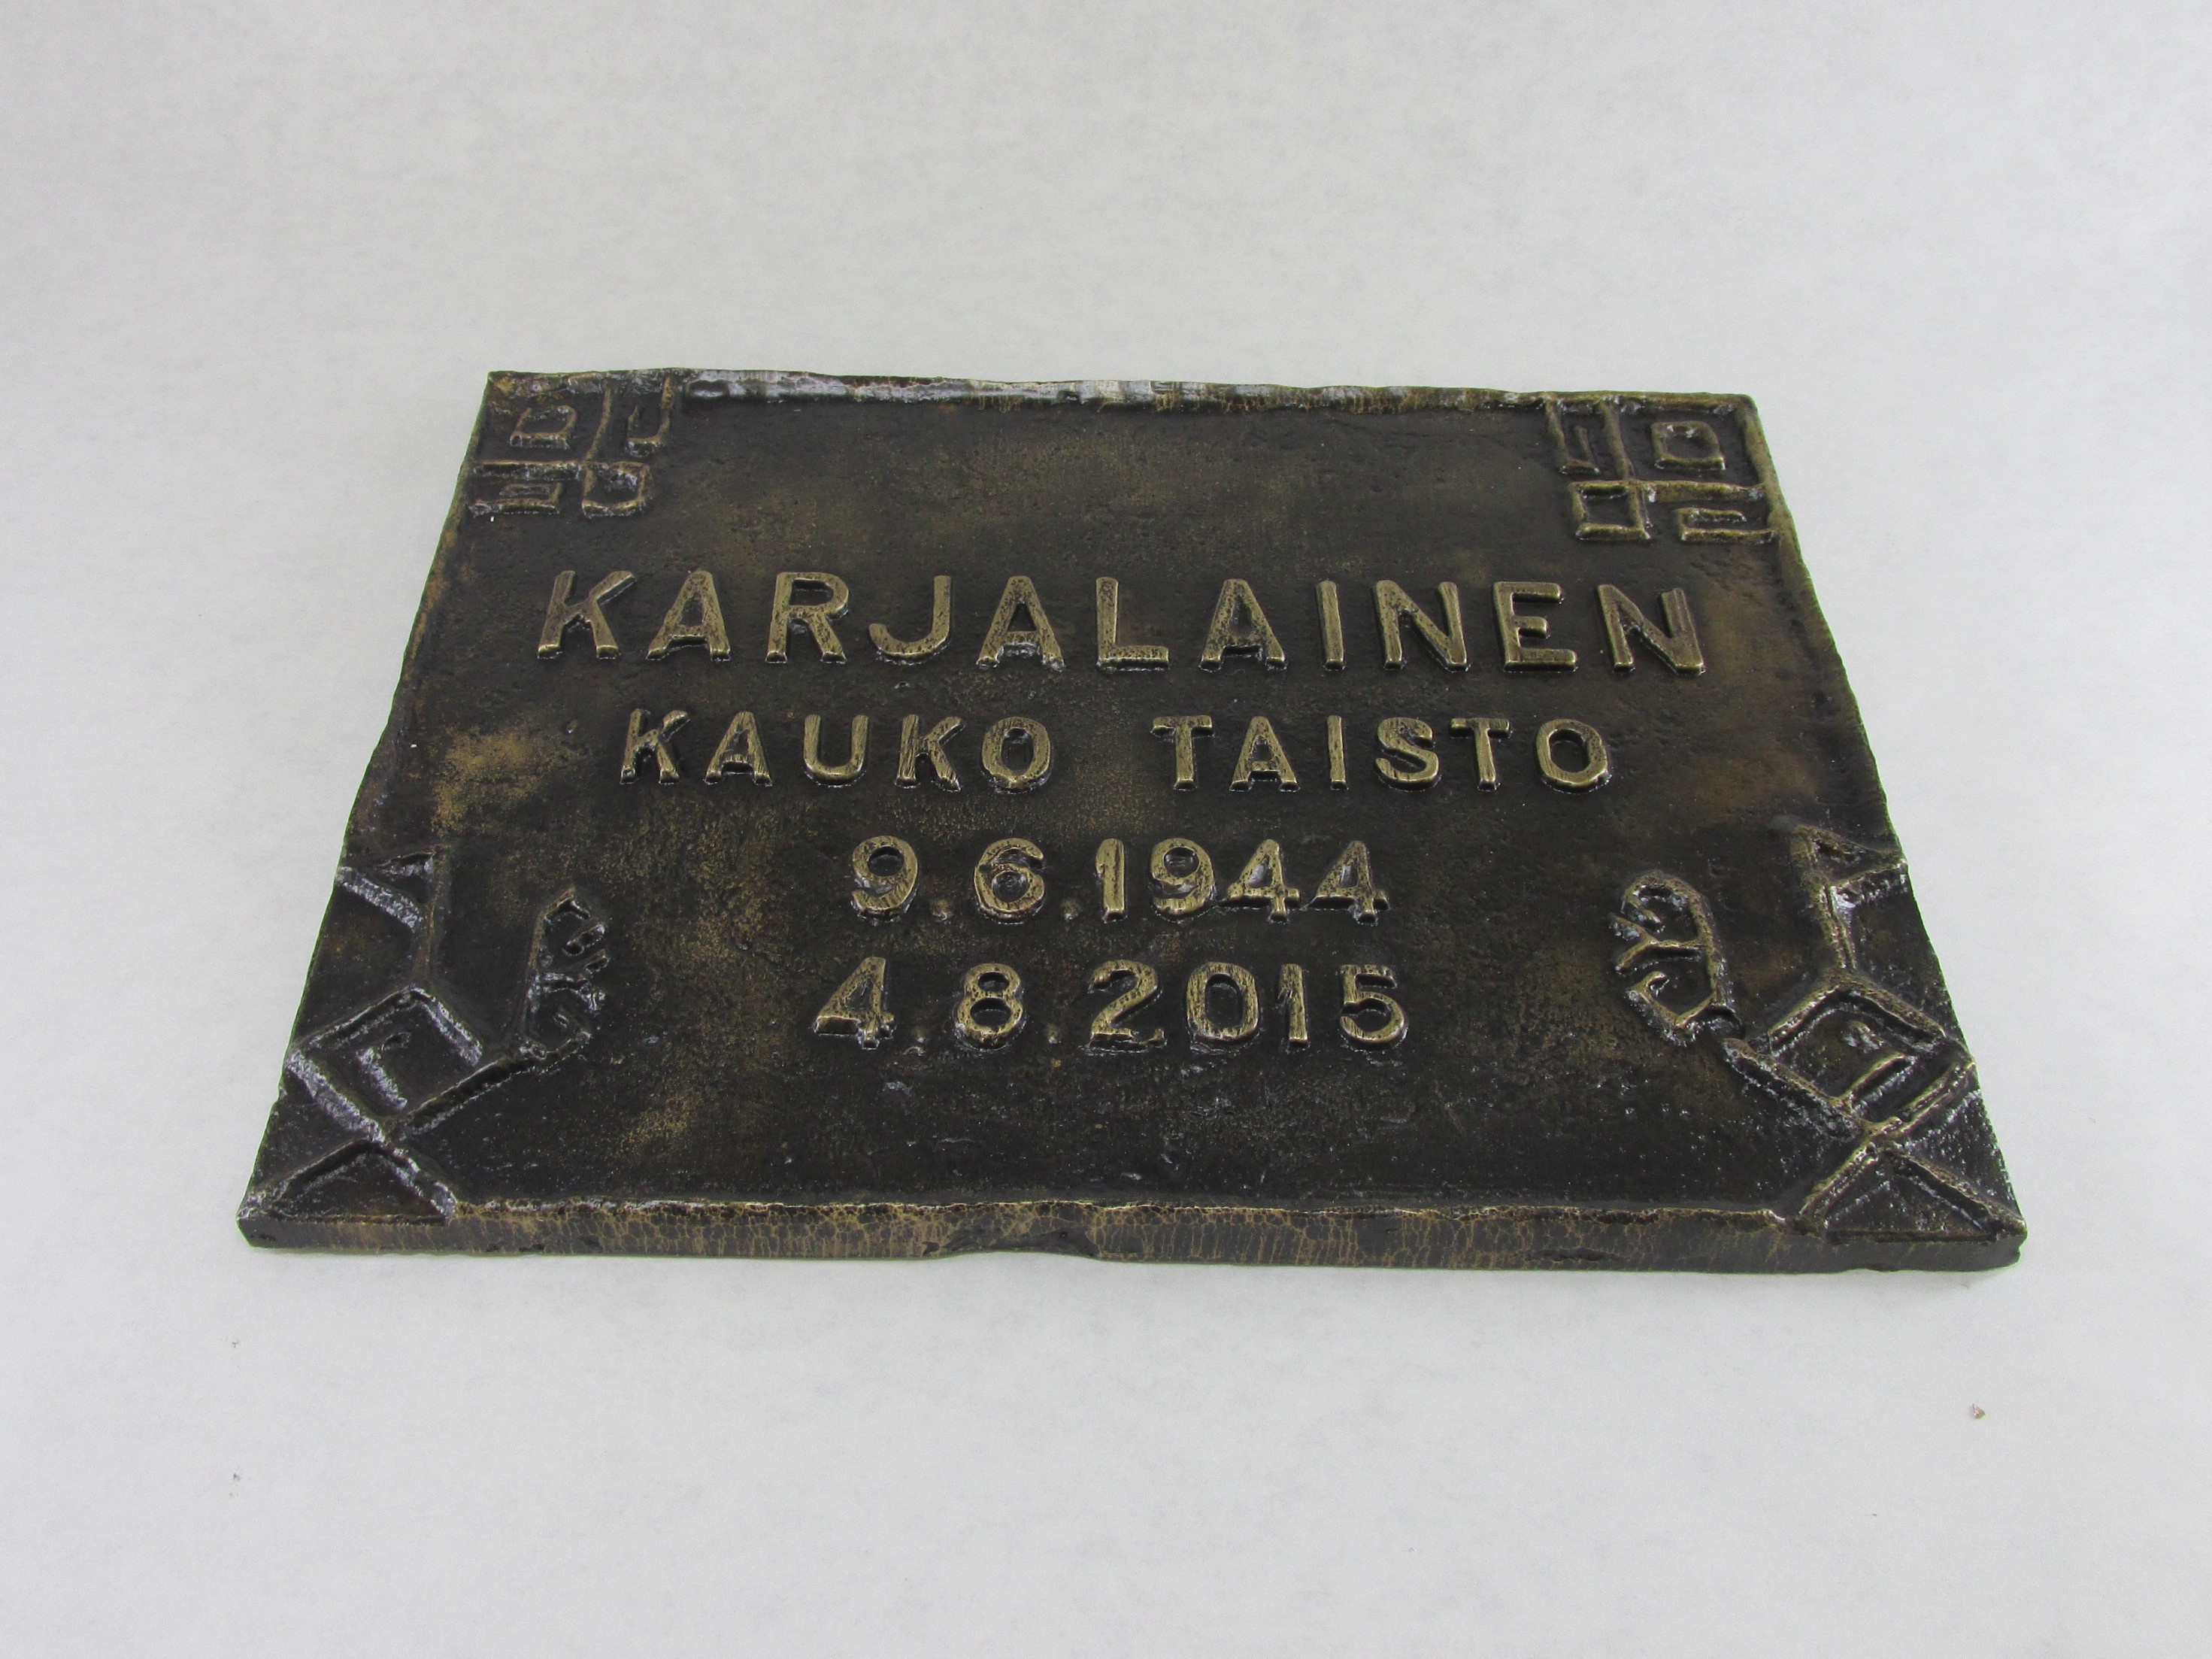 KARJALAINEN
KAUKO TAISTO
9.6.1944
4.8.2015